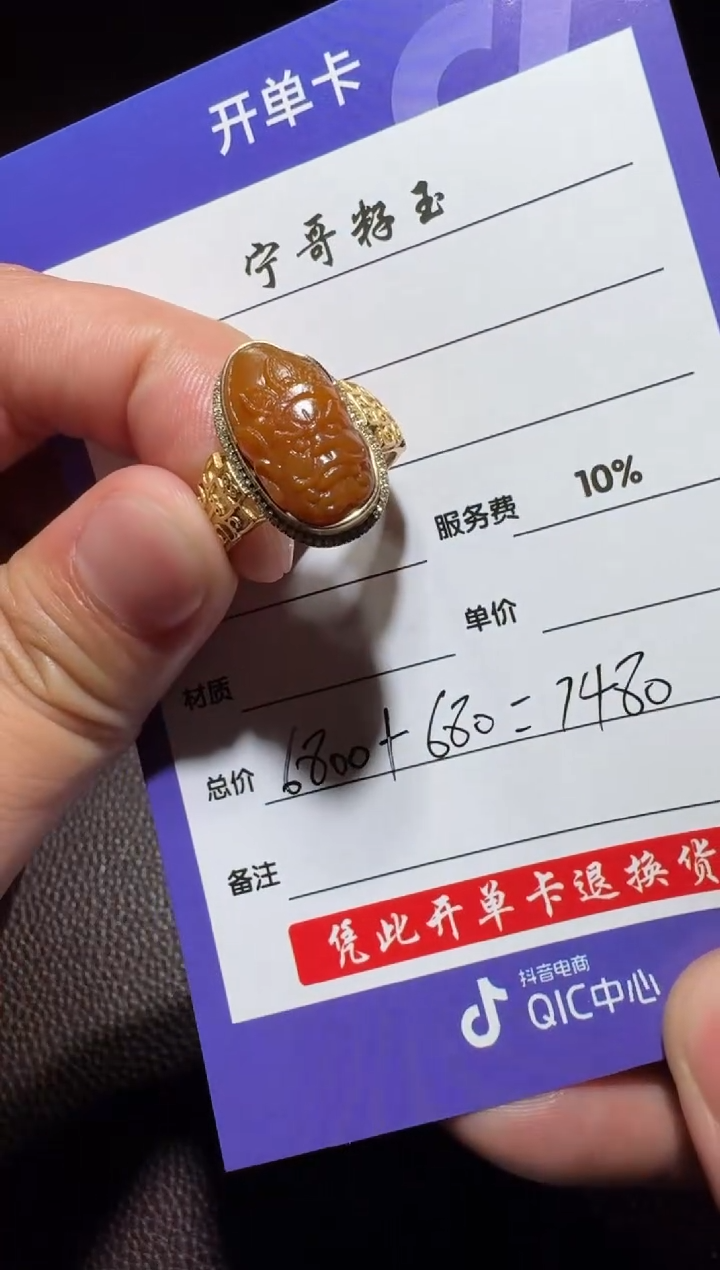 开单卡
宁哥籽玉
服务费 10%
单价
材质
总价 6800+680=7480
备注
凭此开单卡退换货
抖音电商
QIC中心